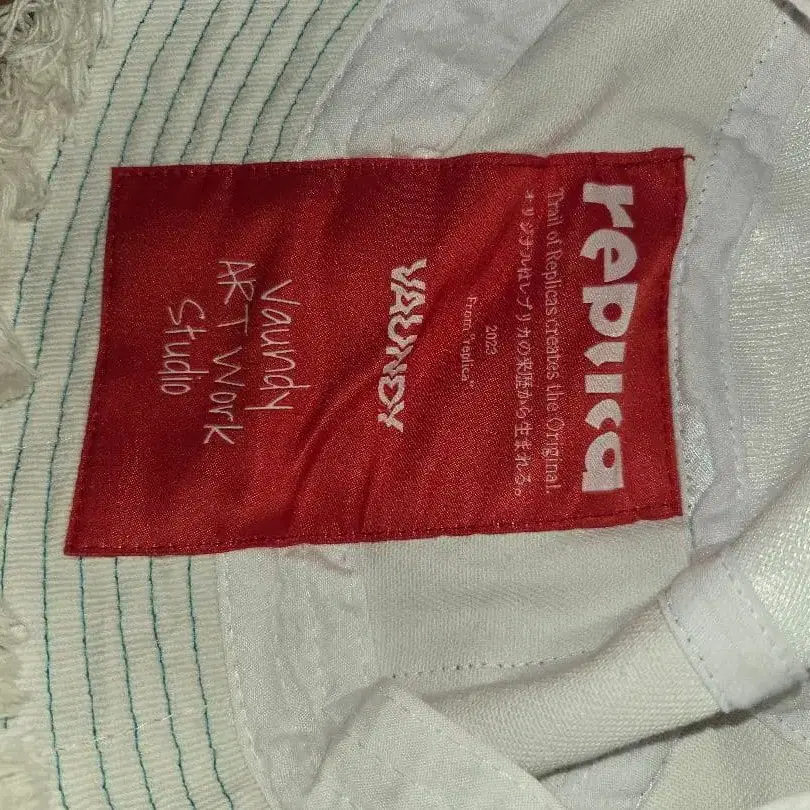 replica
Trail of Replicas creates the Original.
オリジナルはレプリカの来歴から生まれる。
2023
From "replica"
VAUNDY
Vaundy
ART Work
Studio